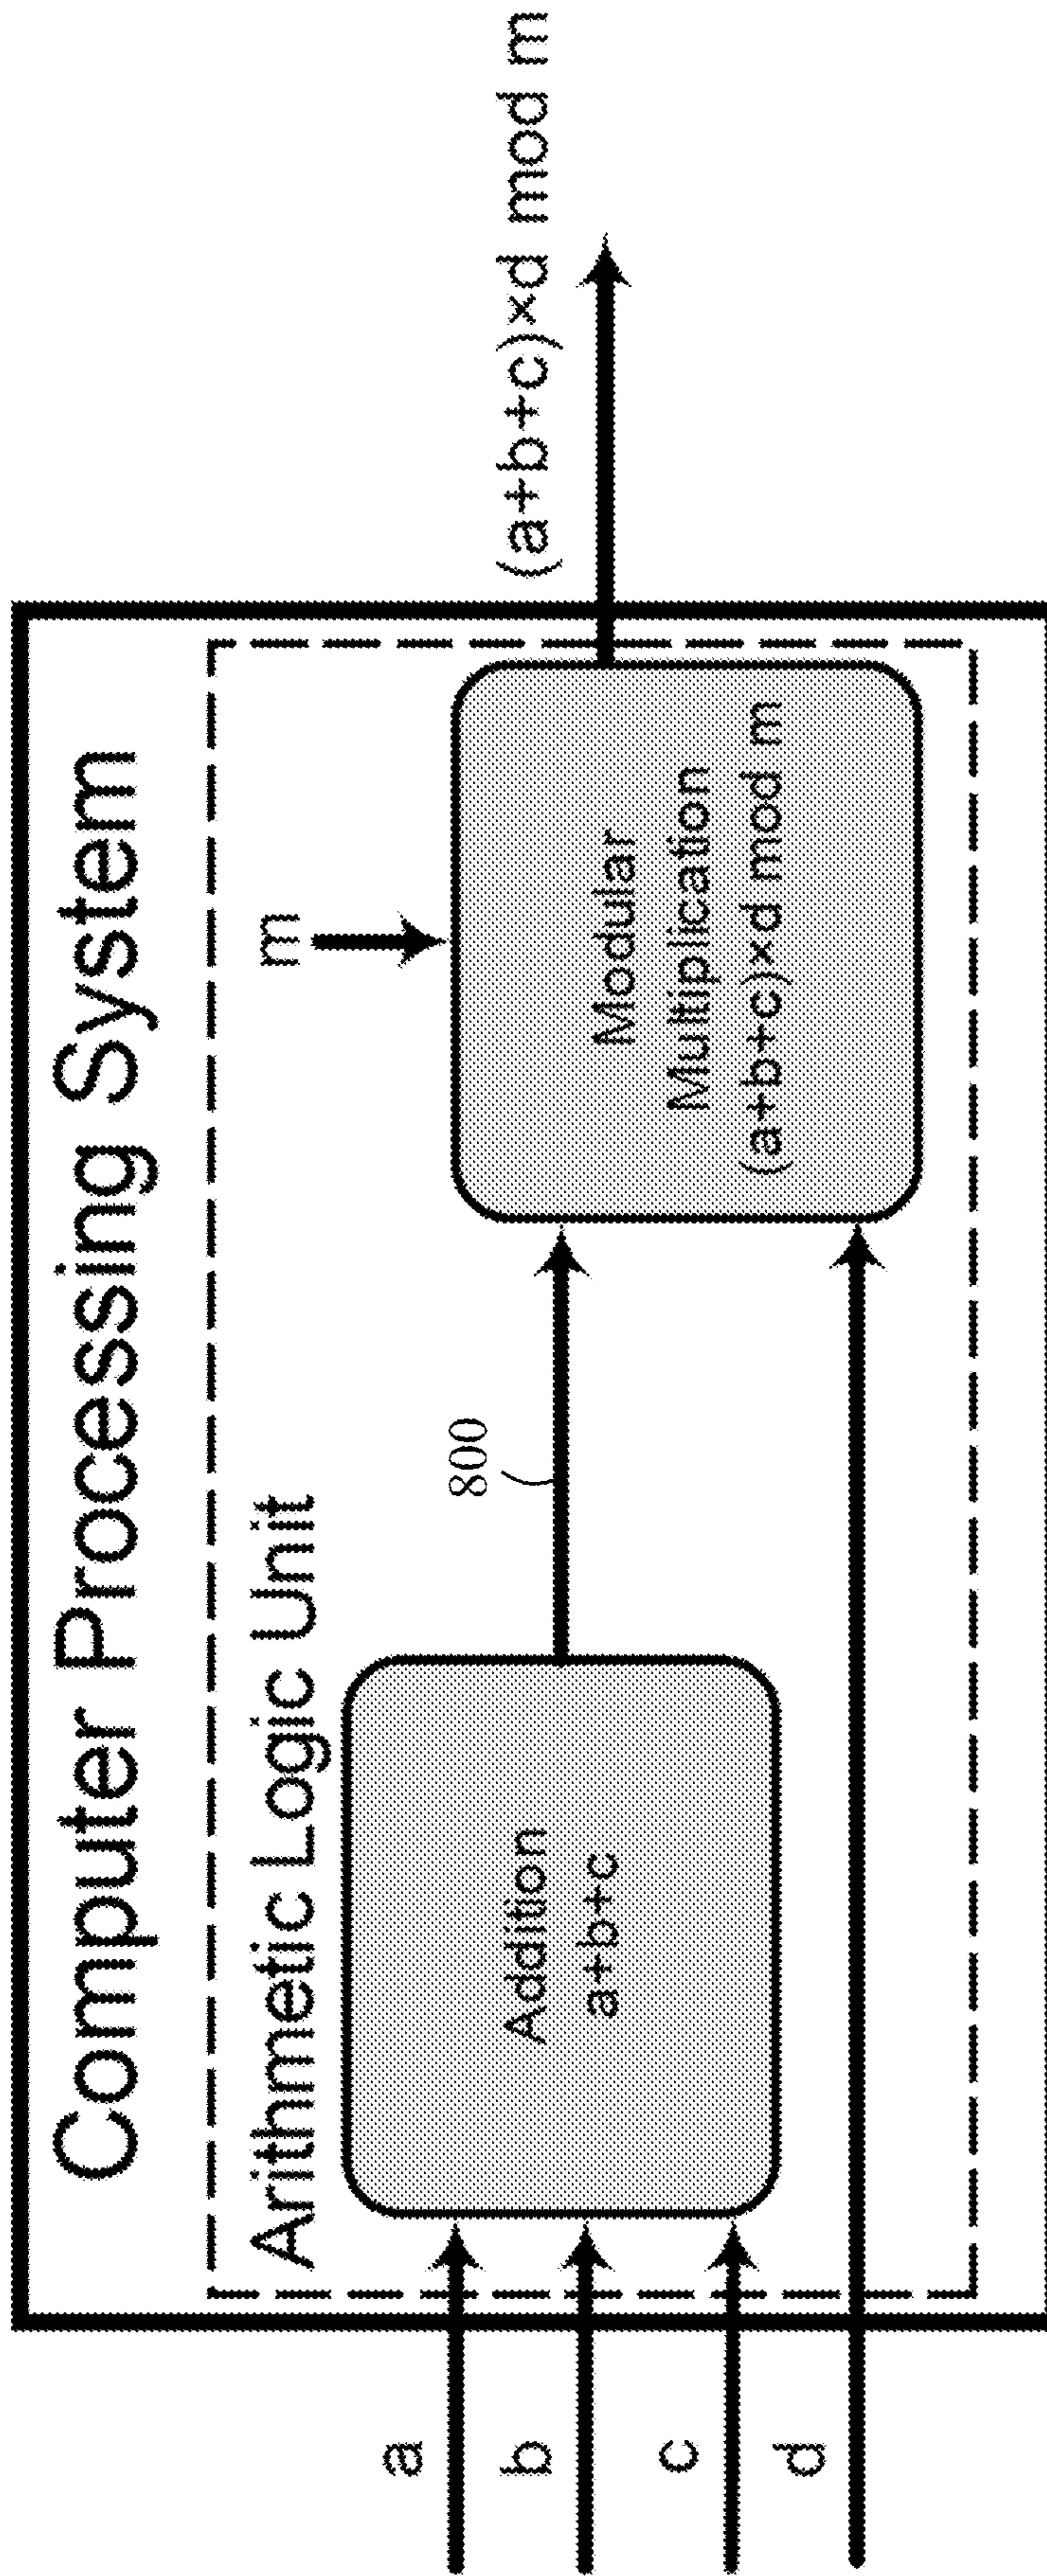 Computer Processing System
Arithmetic Logic Unit
a
b
c
d
Addition
a+b+c
800
m
Modular
Multiplication
(a+b+c)×d mod m
(a+b+c)×d mod m